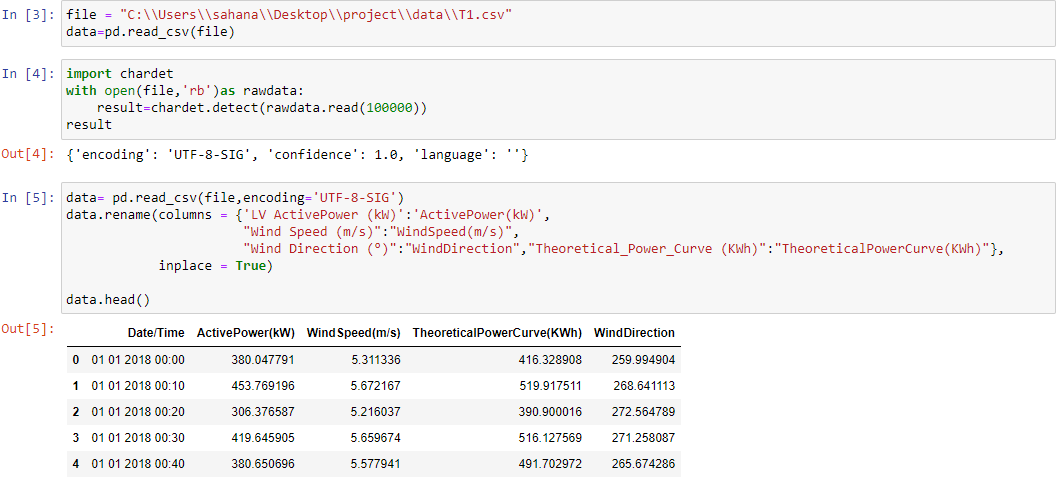 In [3]: file = "C:\\Users\\sahana\\Desktop\\project\\data\\T1.csv"
data=pd.read_csv(file)
In [4]: import chardet
with open(file,'rb')as rawdata:
    result=chardet.detect(rawdata.read(100000))
result
Out[4]: {'encoding': 'UTF-8-SIG', 'confidence': 1.0, 'language': ''}
In [5]: data= pd.read_csv(file,encoding='UTF-8-SIG')
data.rename(columns = {'LV ActivePower (kW)':'ActivePower(kW)',
                       "Wind Speed (m/s)":"WindSpeed(m/s)",
                       "Wind Direction (°)":"WindDirection","Theoretical_Power_Curve (KWh)":"TheoreticalPowerCurve(KWh)"},
            inplace = True)
data.head()
Out[5]:
Date/Time ActivePower(kW) WindSpeed(m/s) TheoreticalPowerCurve(KWh) WindDirection
0 01 01 2018 00:00 380.047791 5.311336 416.328908 259.994904
1 01 01 2018 00:10 453.769196 5.672167 519.917511 268.641113
2 01 01 2018 00:20 306.376587 5.216037 390.900016 272.564789
3 01 01 2018 00:30 419.645905 5.659674 516.127569 271.258087
4 01 01 2018 00:40 380.650696 5.577941 491.702972 265.674286